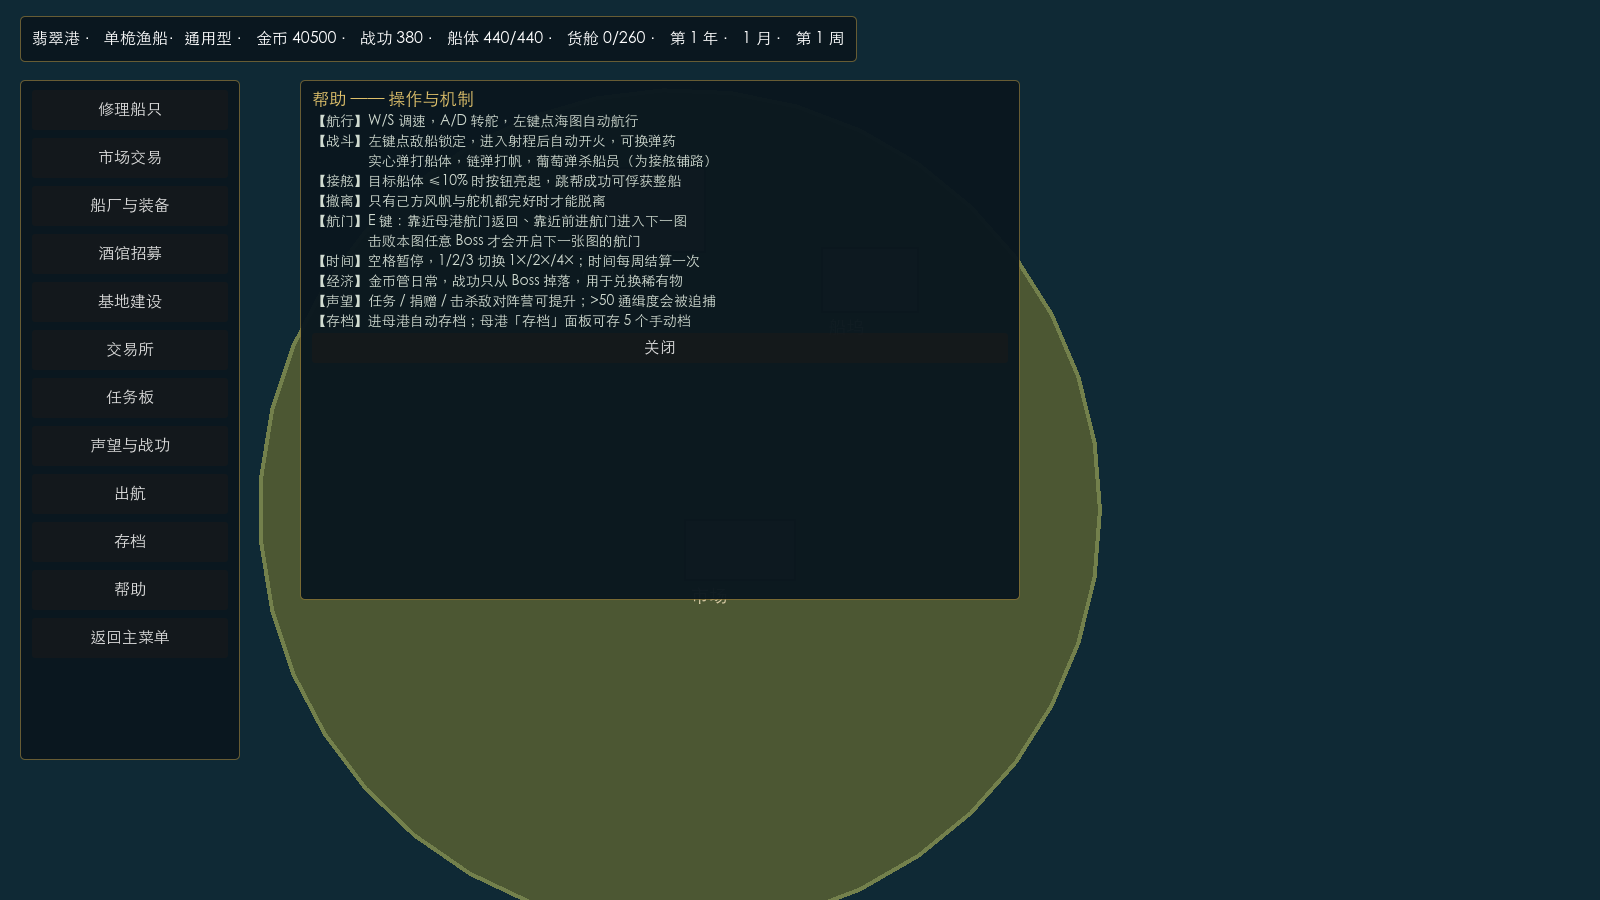 翡翠港 · 单桅渔船 · 通用型 · 金币 40500 · 战功 380 · 船体 440/440 · 货舱 0/260 · 第 1 年 · 1 月 · 第 1 周
修理船只
市场交易
船厂与装备
酒馆招募
基地建设
交易所
任务板
声望与战功
出航
存档
帮助
返回主菜单
帮助 —— 操作与机制
【航行】W/S 调速，A/D 转舵，左键点海图自动航行
【战斗】左键点敌船锁定，进入射程后自动开火，可换弹药
实心弹打船体，链弹打帆，葡萄弹杀船员（为接舷铺路）
【接舷】目标船体 ≤10% 时按钮亮起，跳帮成功可俘获整船
【撤离】只有己方风帆与舵机都完好时才能脱离
【航门】E 键：靠近母港航门返回、靠近前进航门进入下一图
击败本图任意 Boss 才会开启下一张图的航门
【时间】空格暂停，1/2/3 切换 1×/2×/4×；时间每周结算一次
【经济】金币管日常，战功只从 Boss 掉落，用于兑换稀有物
【声望】任务 / 捐赠 / 击杀敌对阵营可提升；>50 通缉度会被追捕
【存档】进母港自动存档；母港「存档」面板可存 5 个手动档
关闭
市场